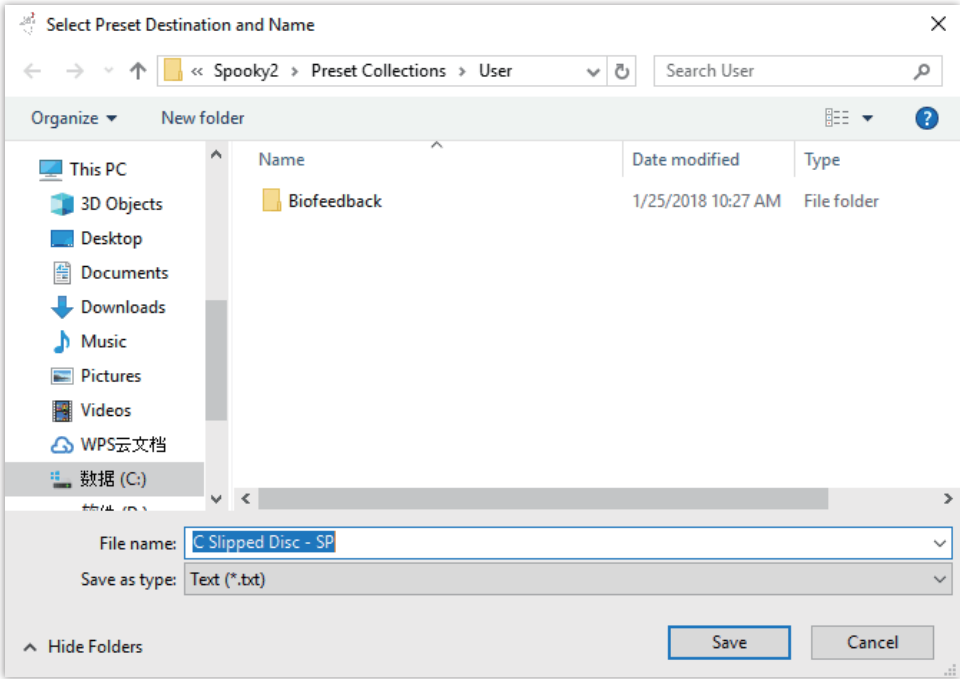 Select Preset Destination and Name
« Spooky2 > Preset Collections > User
Search User
Organize
New folder
?
Name
Date modified
Type
This PC
3D Objects
Desktop
Documents
Downloads
Music
Pictures
Videos
WPS云文档
数据 (C:)
Biofeedback
1/25/2018 10:27 AM
File folder
File name: C Slipped Disc - SP
Save as type: Text (*.txt)
Hide Folders
Save
Cancel